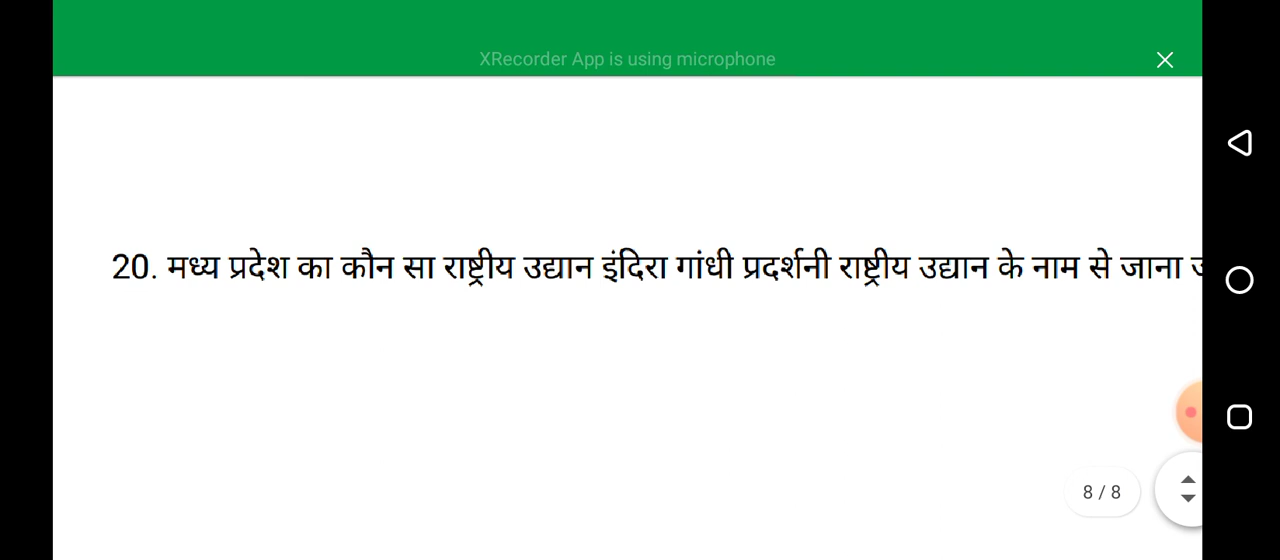 XRecorder App is using microphone
20. मध्य प्रदेश का कौन सा राष्ट्रीय उद्यान इंदिरा गांधी प्रदर्शनी राष्ट्रीय उद्यान के नाम से जाना
8 / 8